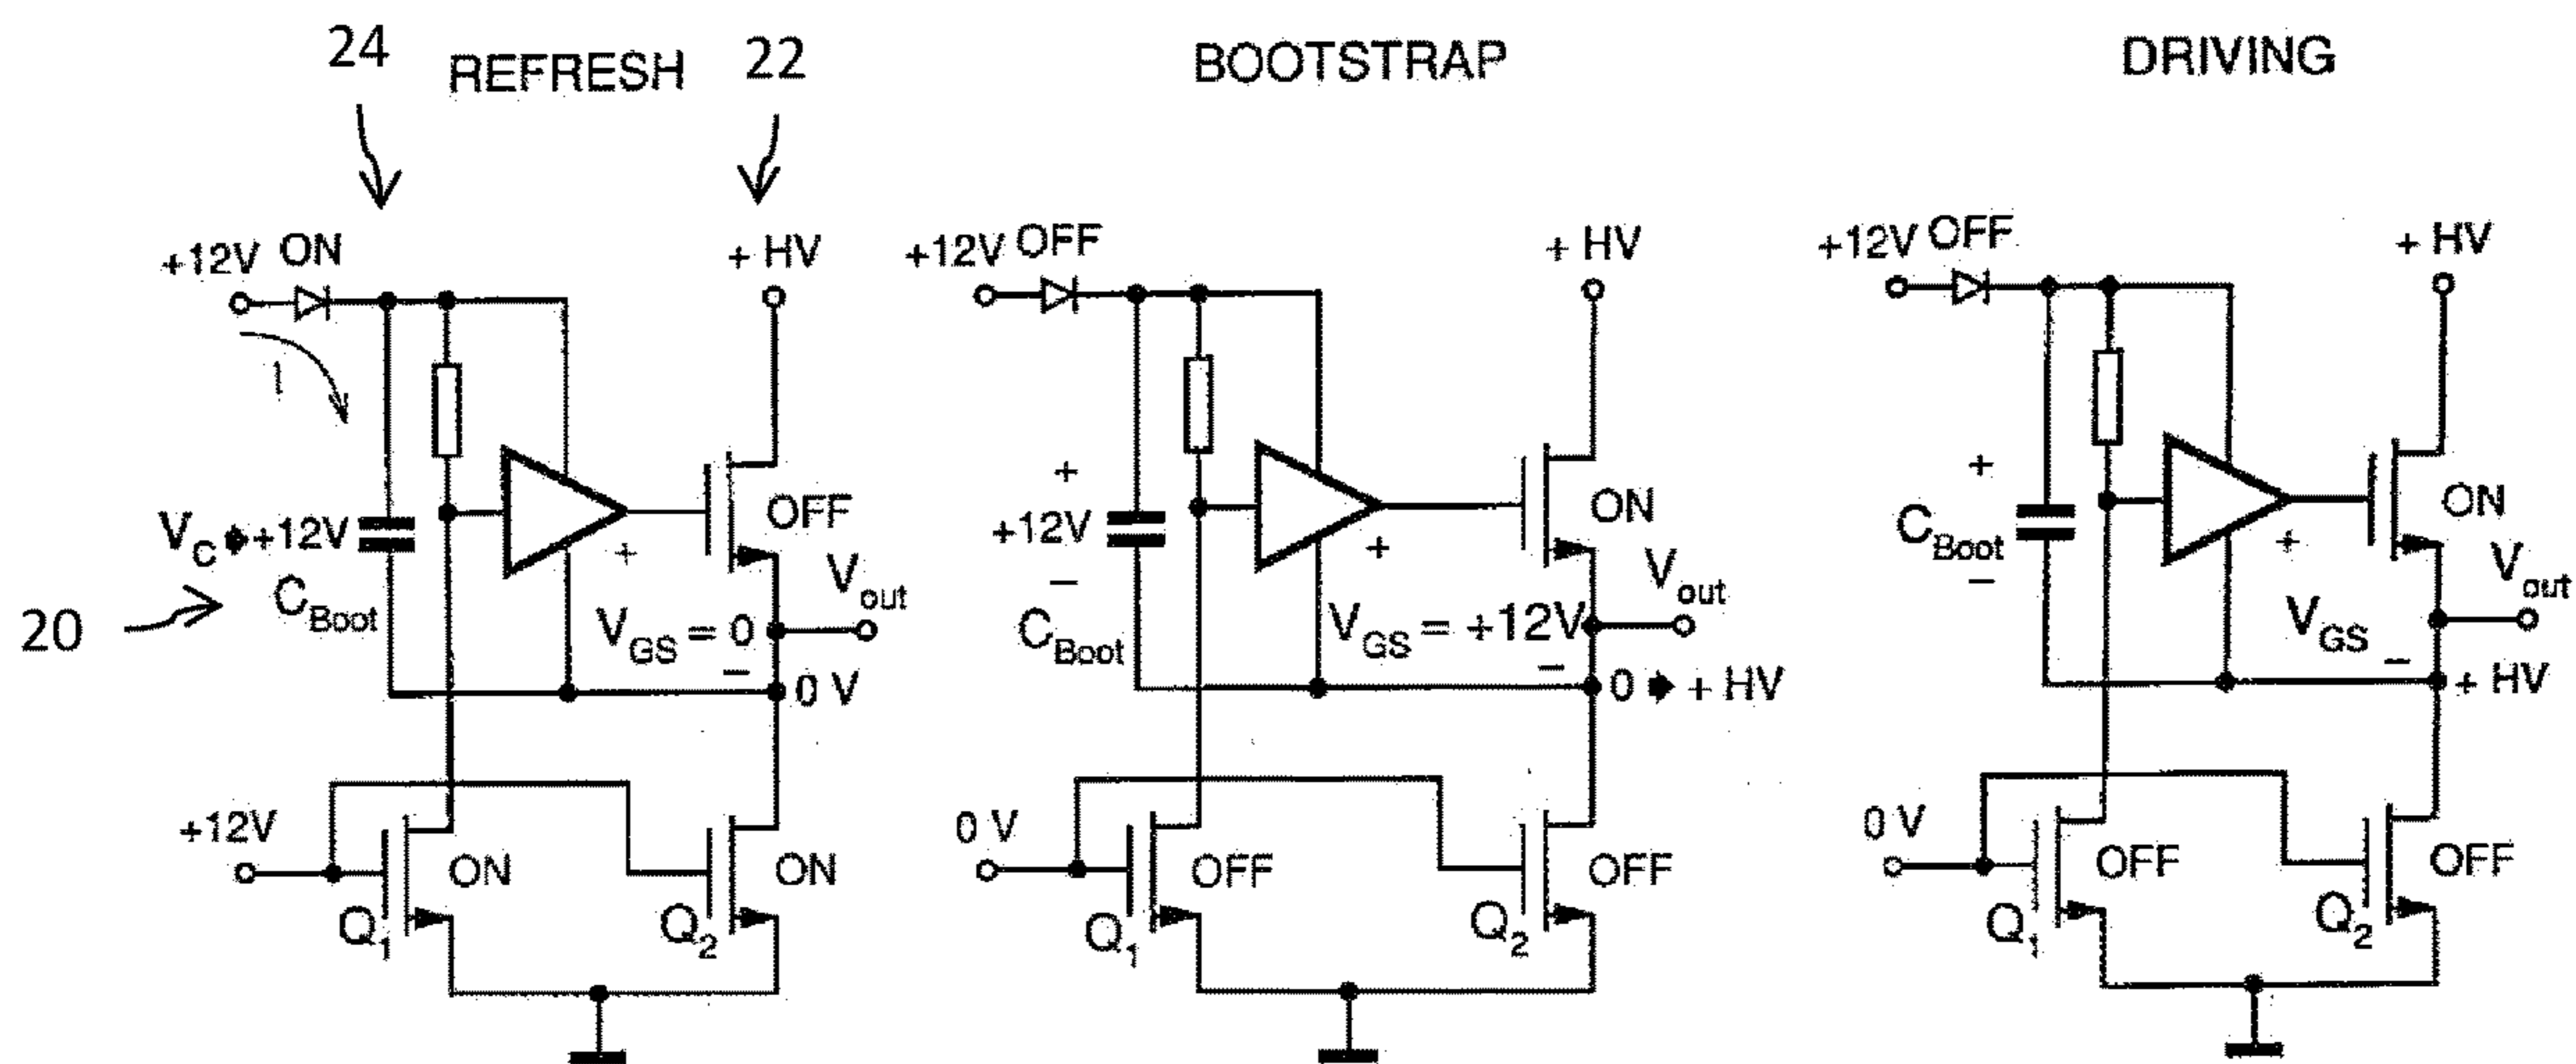 24
REFRESH
22
BOOTSTRAP
DRIVING
+12V ON
+ HV
I
V_C ➧ +12V
C_Boot
20
+
OFF
V_GS = 0
−
V_out
0 V
+12V
ON
Q_1
ON
Q_2
+12V OFF
+ HV
+
+12V
−
C_Boot
+
ON
V_GS = +12V
−
V_out
0 ➧ + HV
0 V
OFF
Q_1
OFF
Q_2
+12V OFF
+ HV
+
C_Boot
−
+
ON
V_GS
−
V_out
+ HV
0 V
OFF
Q_1
OFF
Q_2